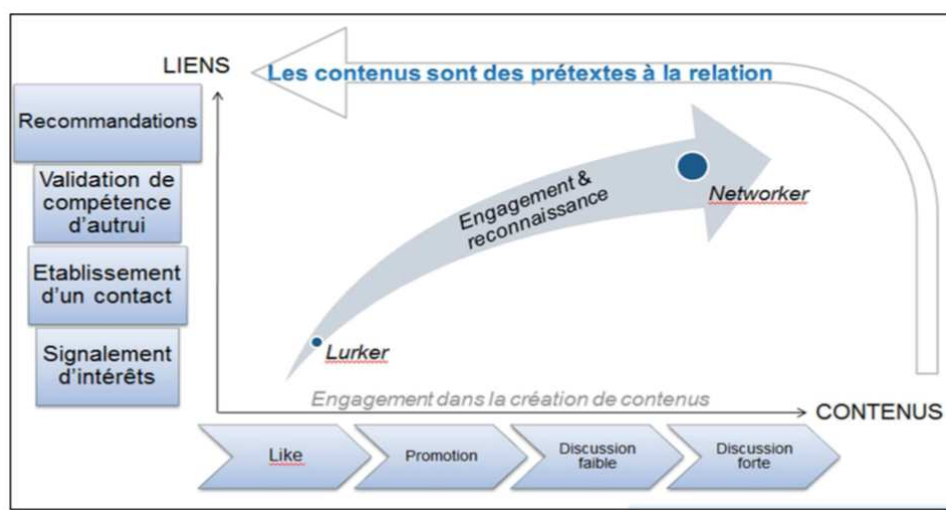 LIENS
Les contenus sont des prétextes à la relation
Recommandations
Validation de
compétence
d'autrui
Etablissement
d'un contact
Signalement
d'intérêts
Engagement &
reconnaissance
Networker
Lurker
Engagement dans la création de contenus
CONTENUS
Like
Promotion
Discussion
faible
Discussion
forte